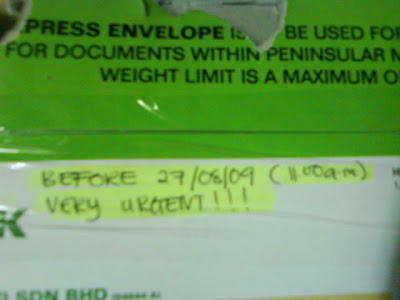 PRESS ENVELOPE IS BE USED FOR
FOR DOCUMENTS WITHIN PENINSULAR M
WEIGHT LIMIT IS A MAXIMUM O
BEFORE 27/08/09 (11.00a.m)
VERY URGENT!!!
K
SDN BHD